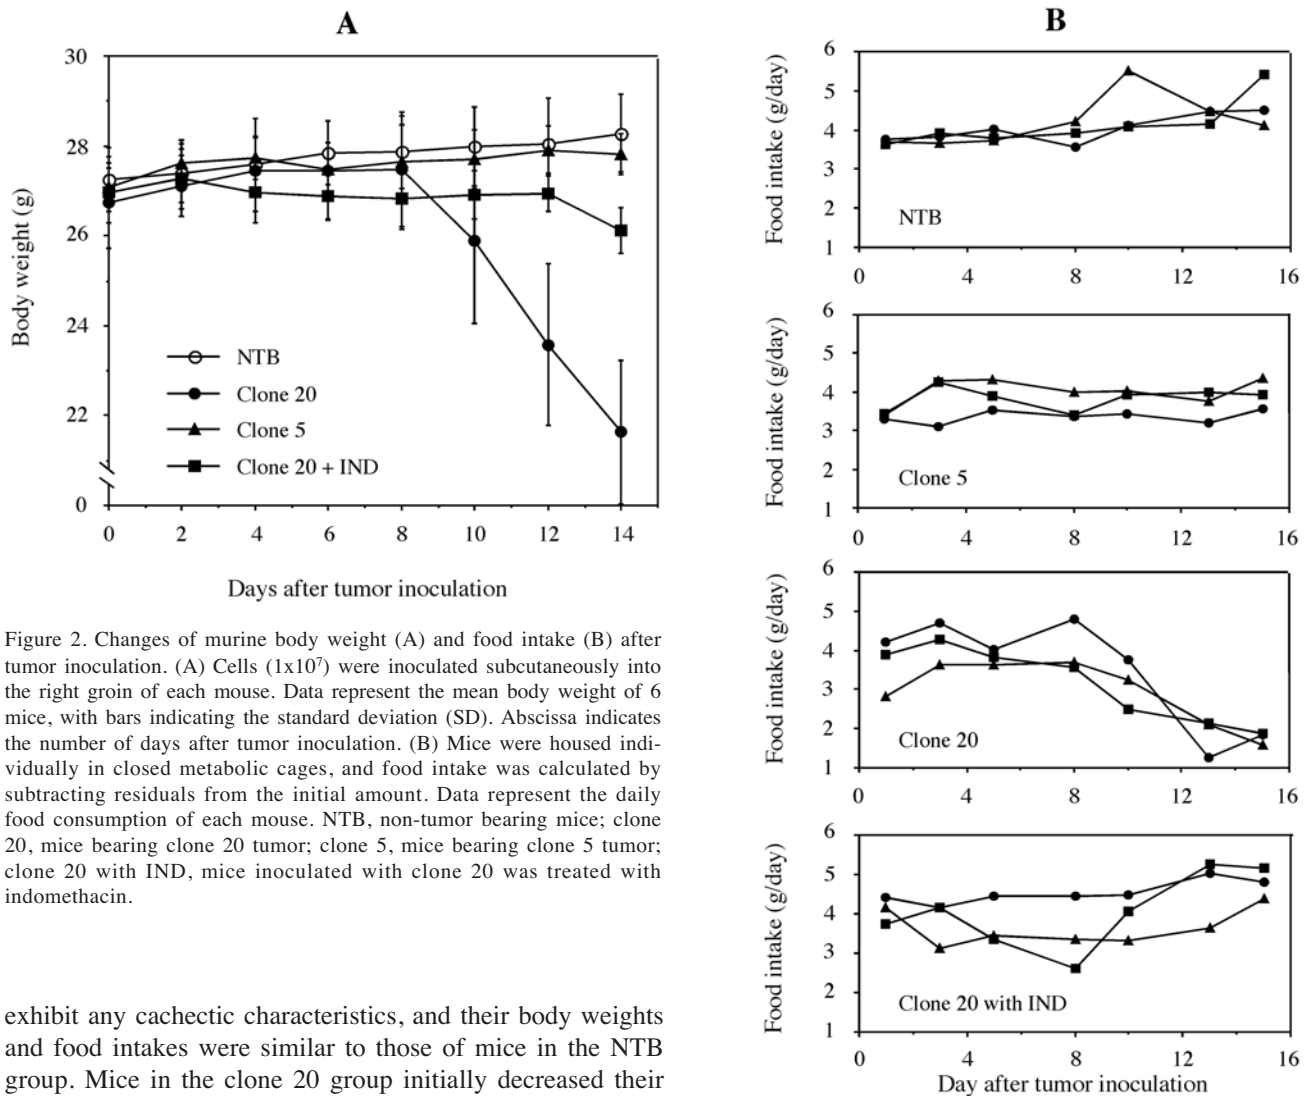 A
30
28
26
24
22
0
Body weight (g)
NTB
Clone 20
Clone 5
Clone 20 + IND
0 2 4 6 8 10 12 14
Days after tumor inoculation
Figure 2. Changes of murine body weight (A) and food intake (B) after
tumor inoculation. (A) Cells (1x10⁷) were inoculated subcutaneously into
the right groin of each mouse. Data represent the mean body weight of 6
mice, with bars indicating the standard deviation (SD). Abscissa indicates
the number of days after tumor inoculation. (B) Mice were housed indi-
vidually in closed metabolic cages, and food intake was calculated by
subtracting residuals from the initial amount. Data represent the daily
food consumption of each mouse. NTB, non-tumor bearing mice; clone
20, mice bearing clone 20 tumor; clone 5, mice bearing clone 5 tumor;
clone 20 with IND, mice inoculated with clone 20 was treated with
indomethacin.
exhibit any cachectic characteristics, and their body weights
and food intakes were similar to those of mice in the NTB
group. Mice in the clone 20 group initially decreased their
B
6
5
4
3
2
1
Food intake (g/day)
NTB
0 4 8 12 16
6
5
4
3
2
1
Food intake (g/day)
Clone 5
0 4 8 12 16
6
5
4
3
2
1
Food intake (g/day)
Clone 20
0 4 8 12 16
6
5
4
3
2
1
Food intake (g/day)
Clone 20 with IND
0 4 8 12 16
Day after tumor inoculation